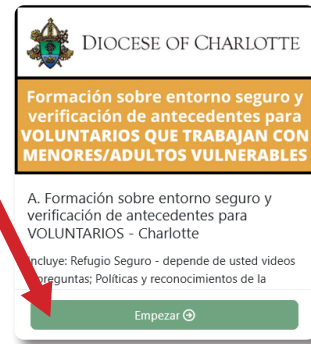 DIOCESE OF CHARLOTTE
Formación sobre entorno seguro y
verificación de antecedentes para
VOLUNTARIOS QUE TRABAJAN CON
MENORES/ADULTOS VULNERABLES
A. Formación sobre entorno seguro y
verificación de antecedentes para
VOLUNTARIOS - Charlotte
ncluye: Refugio Seguro - depende de usted videos
preguntas; Políticas y reconocimientos de la
Empezar